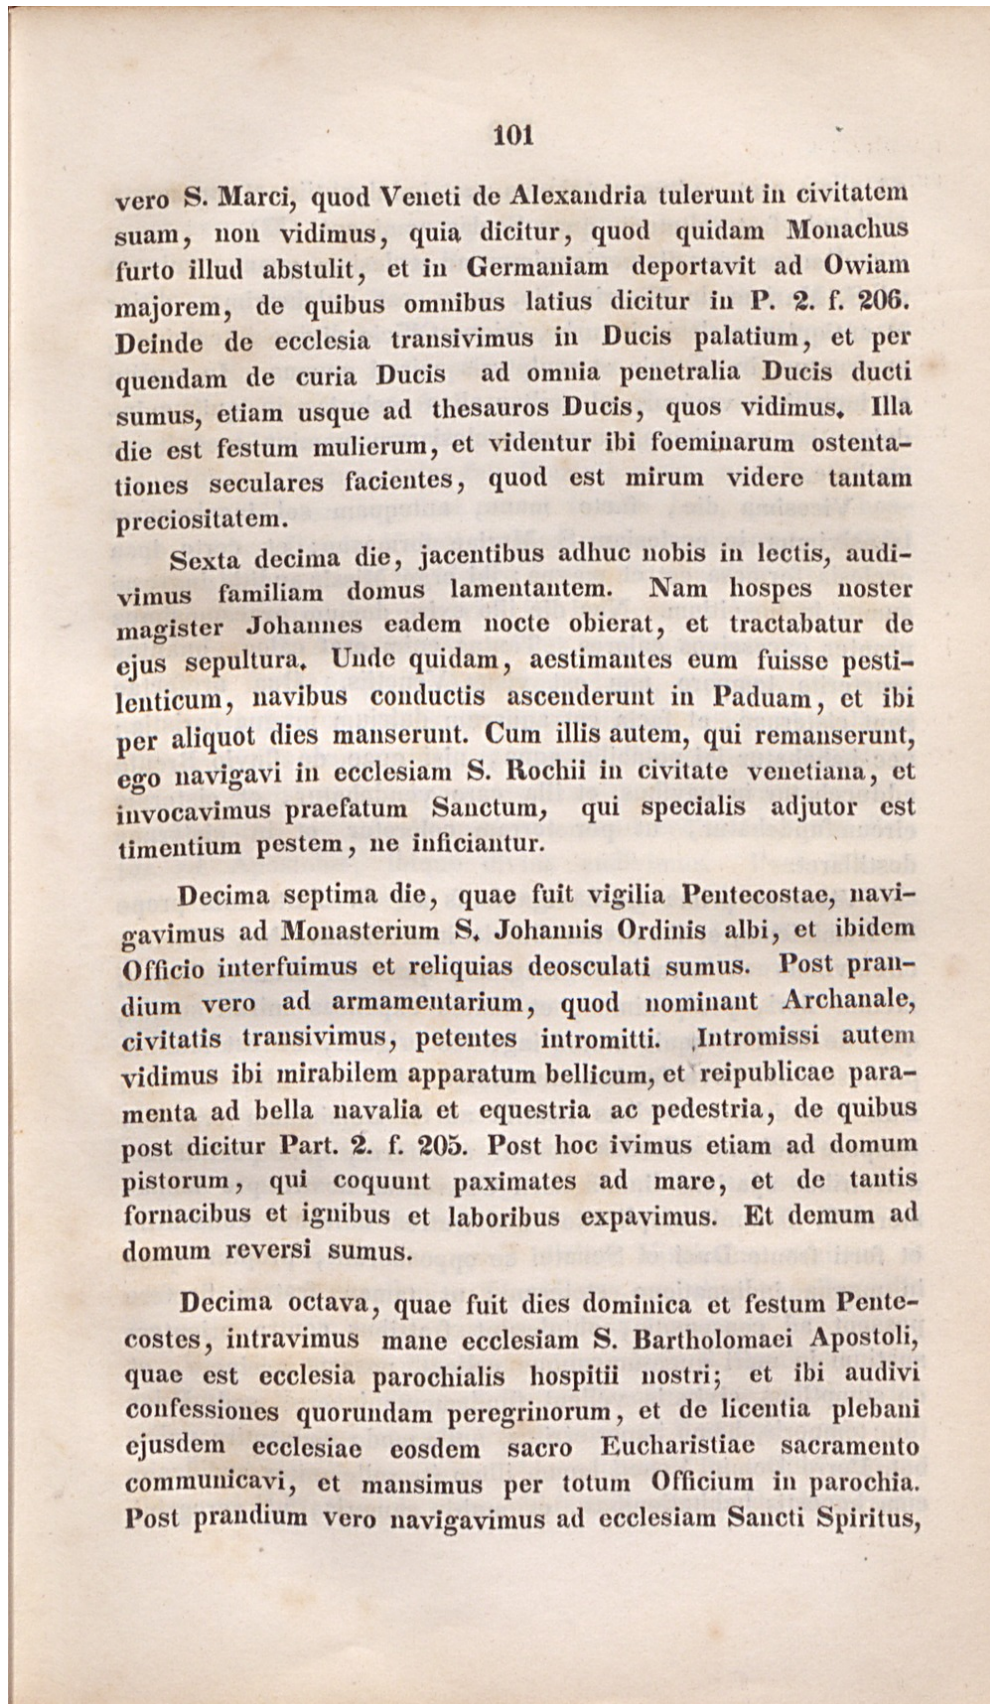 101
vero S. Marci, quod Veneti de Alexandria tulerunt in civitatem
suam, non vidimus, quia dicitur, quod quidam Monachus
furto illud abstulit, et in Germaniam deportavit ad Owiam
majorem, de quibus omnibus latius dicitur in P. 2. f. 206.
Deinde de ecclesia transivimus in Ducis palatium, et per
quendam de curia Ducis ad omnia penetralia Ducis ducti
sumus, etiam usque ad thesauros Ducis, quos vidimus. Illa
die est festum mulierum, et videntur ibi foeminarum ostenta-
tiones seculares facientes, quod est mirum videre tantam
preciositatem.
Sexta decima die, jacentibus adhuc nobis in lectis, audi-
vimus familiam domus lamentantem. Nam hospes noster
magister Johannes eadem nocte obierat, et tractabatur de
ejus sepultura. Unde quidam, aestimantes eum fuisse pesti-
lenticum, navibus conductis ascenderunt in Paduam, et ibi
per aliquot dies manserunt. Cum illis autem, qui remanserunt,
ego navigavi in ecclesiam S. Rochii in civitate venetiana, et
invocavimus praefatum Sanctum, qui specialis adjutor est
timentium pestem, ne inficiantur.
Decima septima die, quae fuit vigilia Pentecostae, navi-
gavimus ad Monasterium S. Johannis Ordinis albi, et ibidem
Officio interfuimus et reliquias deosculati sumus. Post pran-
dium vero ad armamentarium, quod nominant Archanale,
civitatis transivimus, petentes intromitti. Intromissi autem
vidimus ibi mirabilem apparatum bellicum, et reipublicae para-
menta ad bella navalia et equestria ac pedestria, de quibus
post dicitur Part. 2. f. 205. Post hoc ivimus etiam ad domum
pistorum, qui coquunt paximates ad mare, et de tantis
fornacibus et ignibus et laboribus expavimus. Et demum ad
domum reversi sumus.
Decima octava, quae fuit dies dominica et festum Pente-
costes, intravimus mane ecclesiam S. Bartholomaei Apostoli,
quae est ecclesia parochialis hospitii nostri; et ibi audivi
confessiones quorundam peregrinorum, et de licentia plebani
ejusdem ecclesiae eosdem sacro Eucharistiae sacramento
communicavi, et mansimus per totum Officium in parochia.
Post prandium vero navigavimus ad ecclesiam Sancti Spiritus,